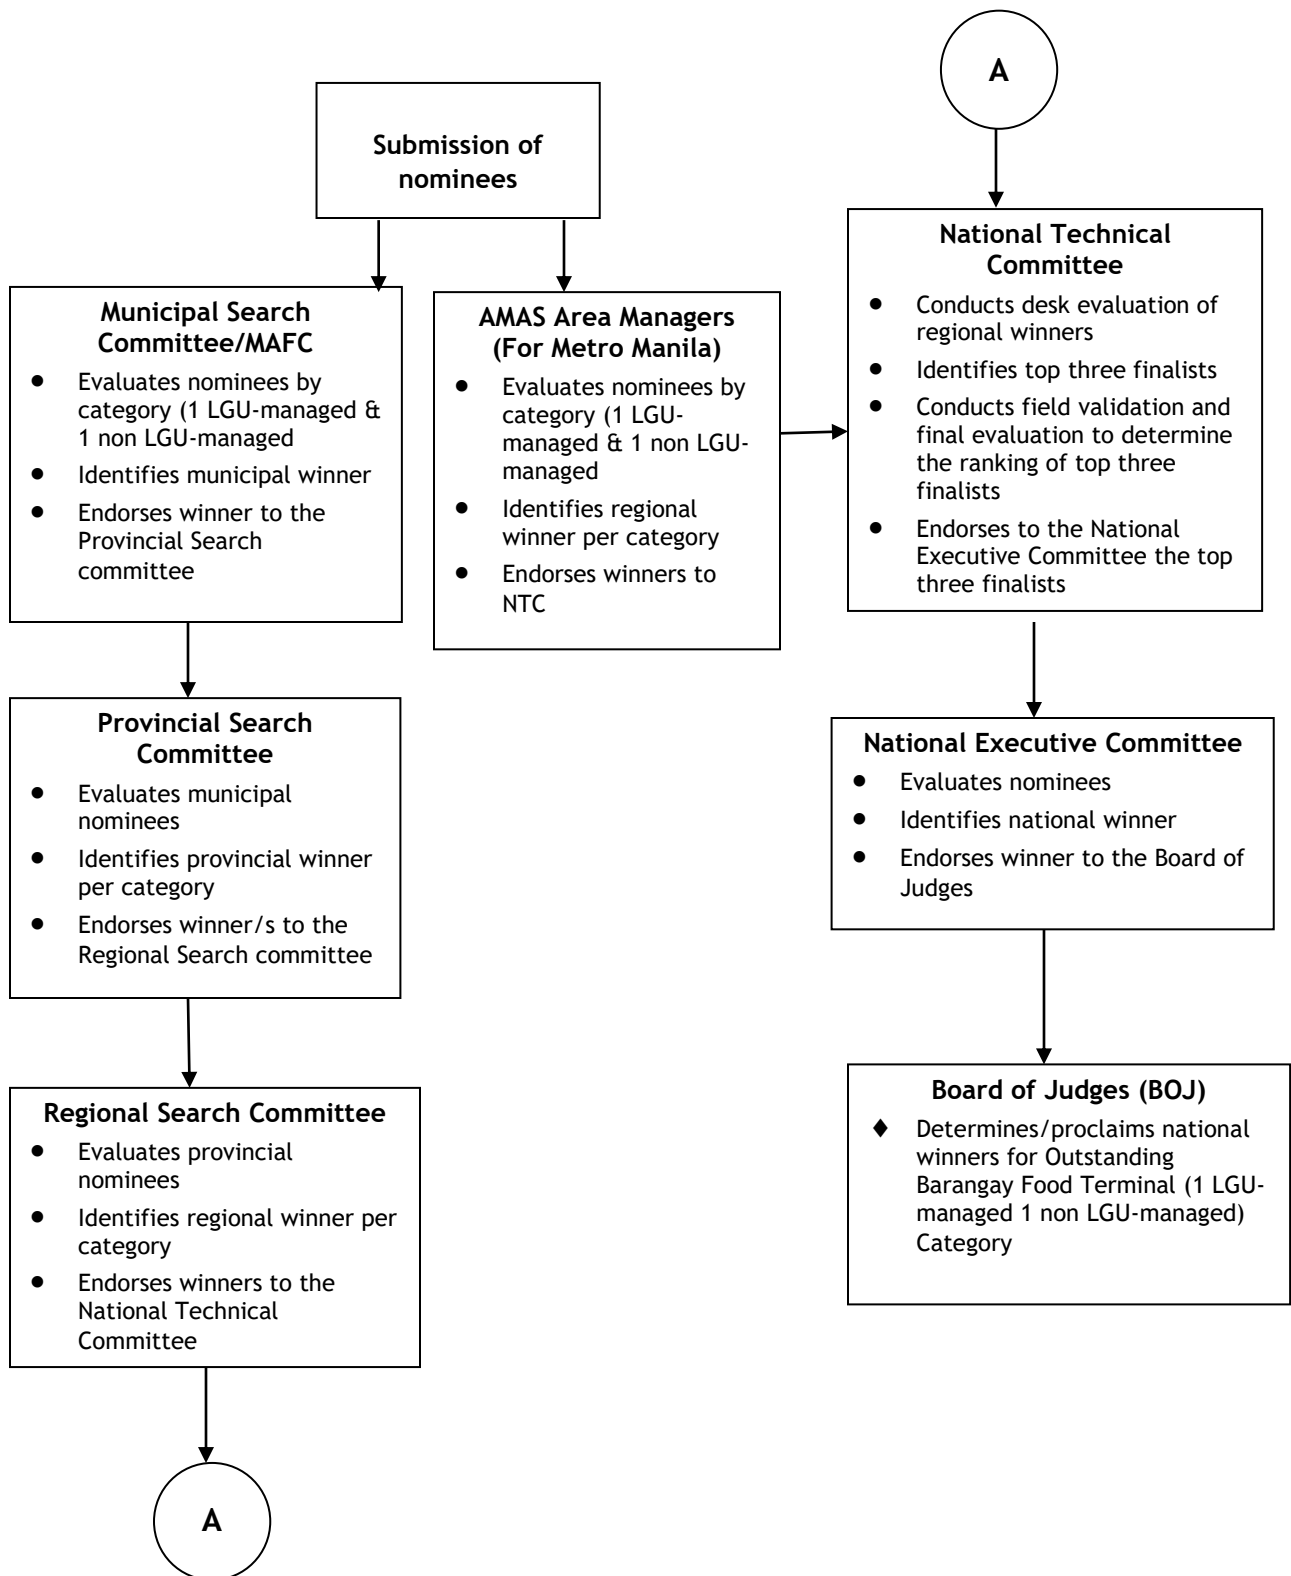 Submission of
nominees
Municipal Search
Committee/MAFC
● Evaluates nominees by
category (1 LGU-managed &
1 non LGU-managed
● Identifies municipal winner
● Endorses winner to the
Provincial Search
committee
AMAS Area Managers
(For Metro Manila)
● Evaluates nominees by
category (1 LGU-
managed & 1 non LGU-
managed
● Identifies regional
winner per category
● Endorses winners to
NTC
Provincial Search
Committee
● Evaluates municipal
nominees
● Identifies provincial winner
per category
● Endorses winner/s to the
Regional Search committee
Regional Search Committee
● Evaluates provincial
nominees
● Identifies regional winner per
category
● Endorses winners to the
National Technical
Committee
A
A
National Technical
Committee
● Conducts desk evaluation of
regional winners
● Identifies top three finalists
● Conducts field validation and
final evaluation to determine
the ranking of top three
finalists
● Endorses to the National
Executive Committee the top
three finalists
National Executive Committee
● Evaluates nominees
● Identifies national winner
● Endorses winner to the Board of
Judges
Board of Judges (BOJ)
♦ Determines/proclaims national
winners for Outstanding
Barangay Food Terminal (1 LGU-
managed 1 non LGU-managed)
Category